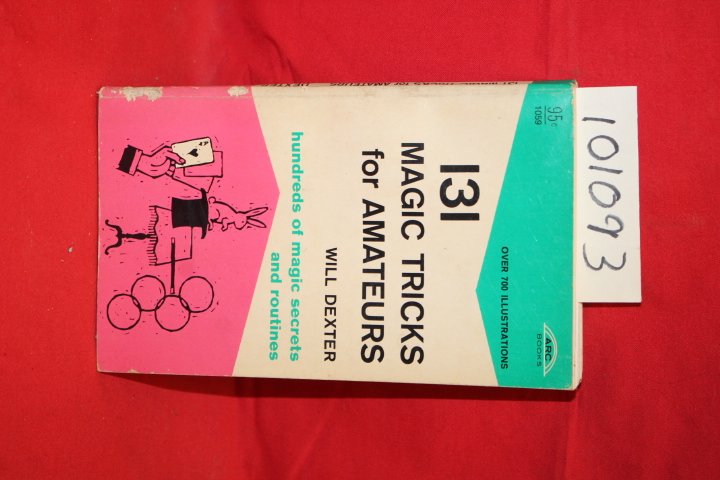 95¢
1059
OVER 700 ILLUSTRATIONS
ARC
BOOKS
131
MAGIC TRICKS
for AMATEURS
WILL DEXTER
hundreds of magic secrets
and routines
101093